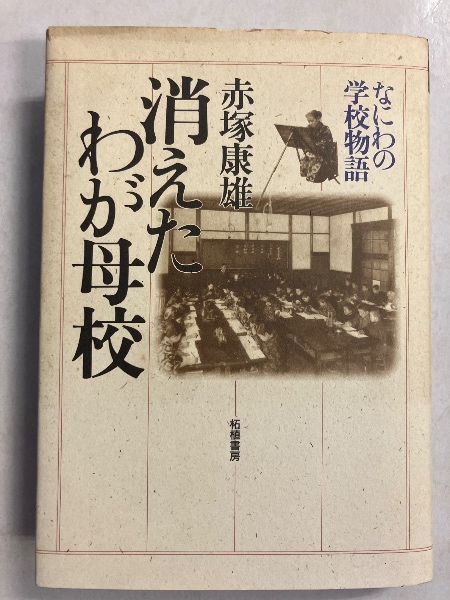 なにわの
学校物語
赤塚康雄
消えた
わが母校
柘植書房